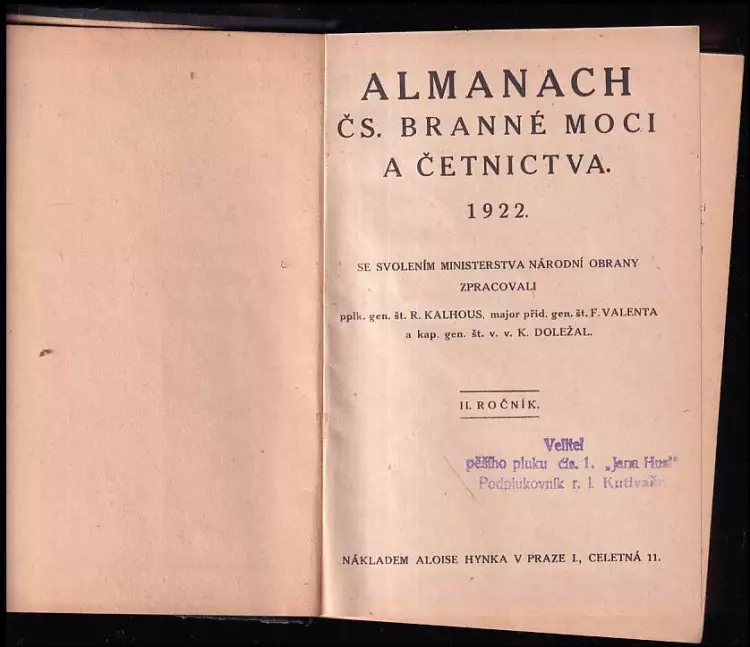 ALMANACH
ČS. BRANNÉ MOCI
A ČETNICTVA.
1922.
SE SVOLENÍM MINISTERSTVA NÁRODNÍ OBRANY
ZPRACOVALI
pplk. gen. št. R. KALHOUS, major přid. gen. št. F. VALENTA
a kap. gen. št. v. v. K. DOLEŽAL.
II. ROČNÍK.
Velitel
pěšího pluku čís. 1. „Jana Husi"
Podplukovník r. l. Kutlvašr
NÁKLADEM ALOISE HYNKA V PRAZE I., CELETNÁ 11.